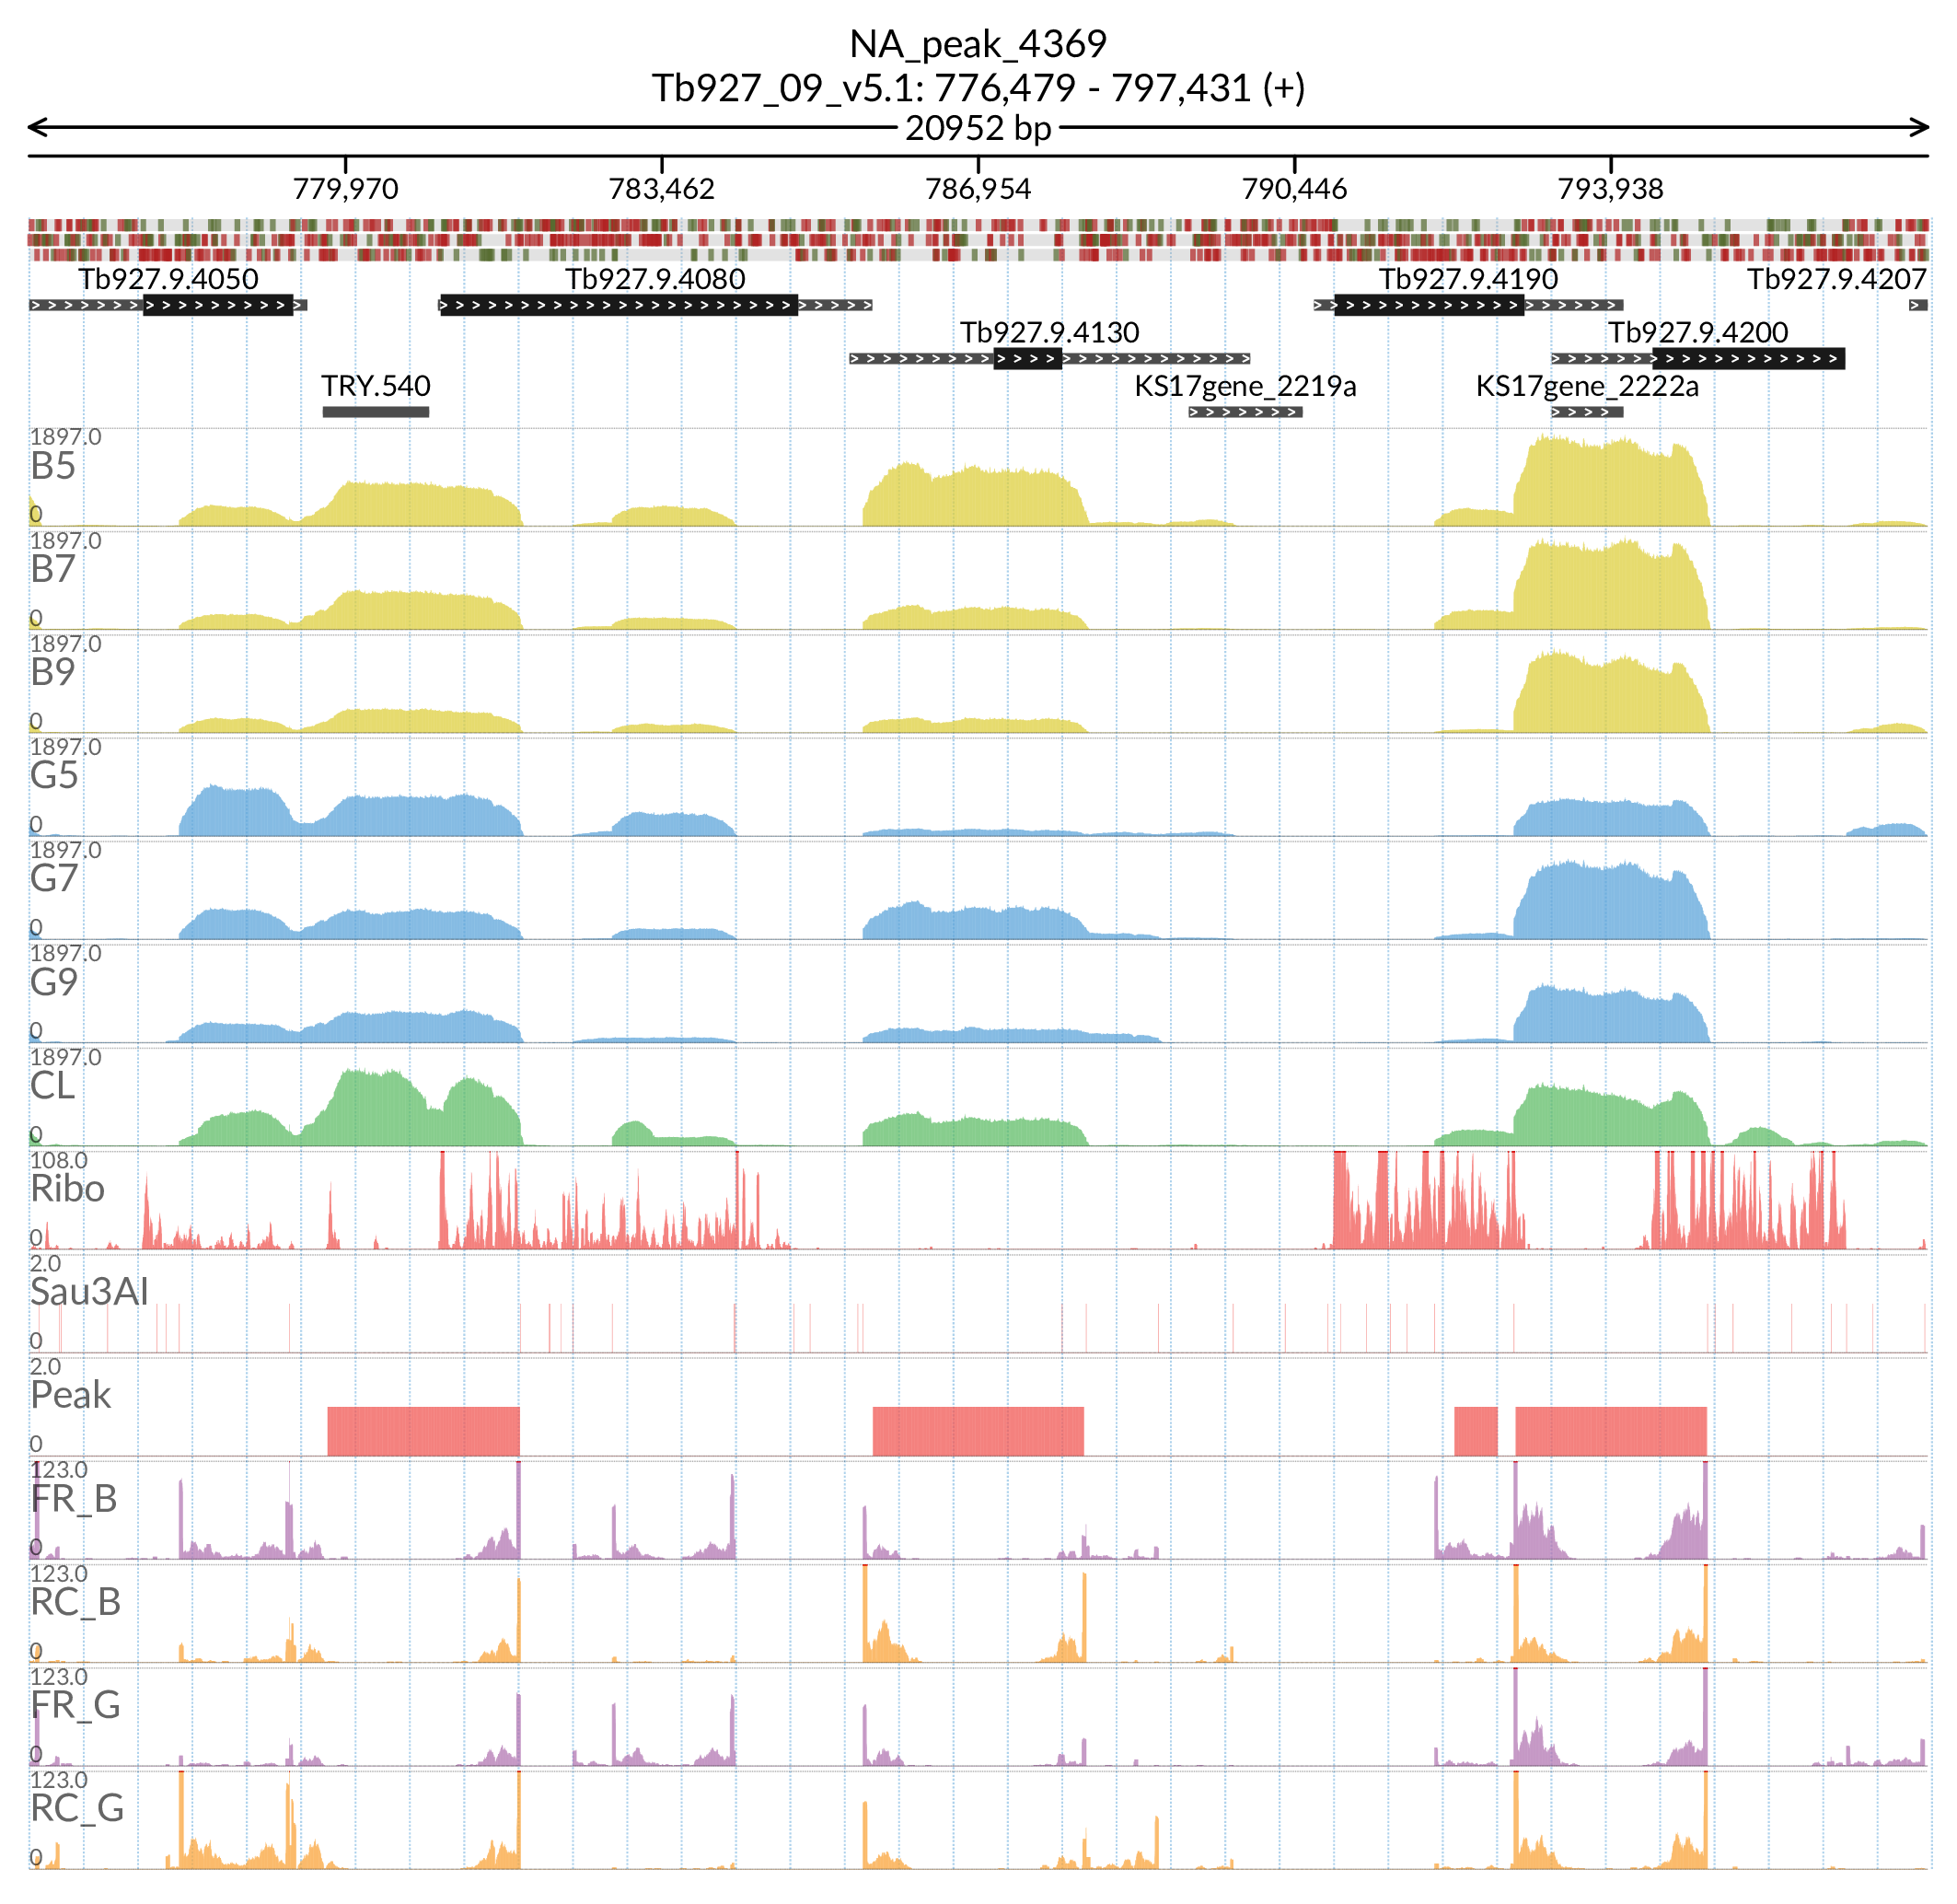 NA_peak_4369
Tb927_09_v5.1: 776,479 - 797,431 (+)
20952 bp
779,970 783,462 786,954 790,446 793,938
Tb927.9.4050 Tb927.9.4080 Tb927.9.4190 Tb927.9.4207
Tb927.9.4130 Tb927.9.4200
TRY.540 KS17gene_2219a KS17gene_2222a
1897.0
B5
0
1897.0
B7
0
1897.0
B9
0
1897.0
G5
0
1897.0
G7
0
1897.0
G9
0
1897.0
CL
0
108.0
Ribo
0
2.0
Sau3AI
0
2.0
Peak
0
123.0
FR_B
0
123.0
RC_B
0
123.0
FR_G
0
123.0
RC_G
0